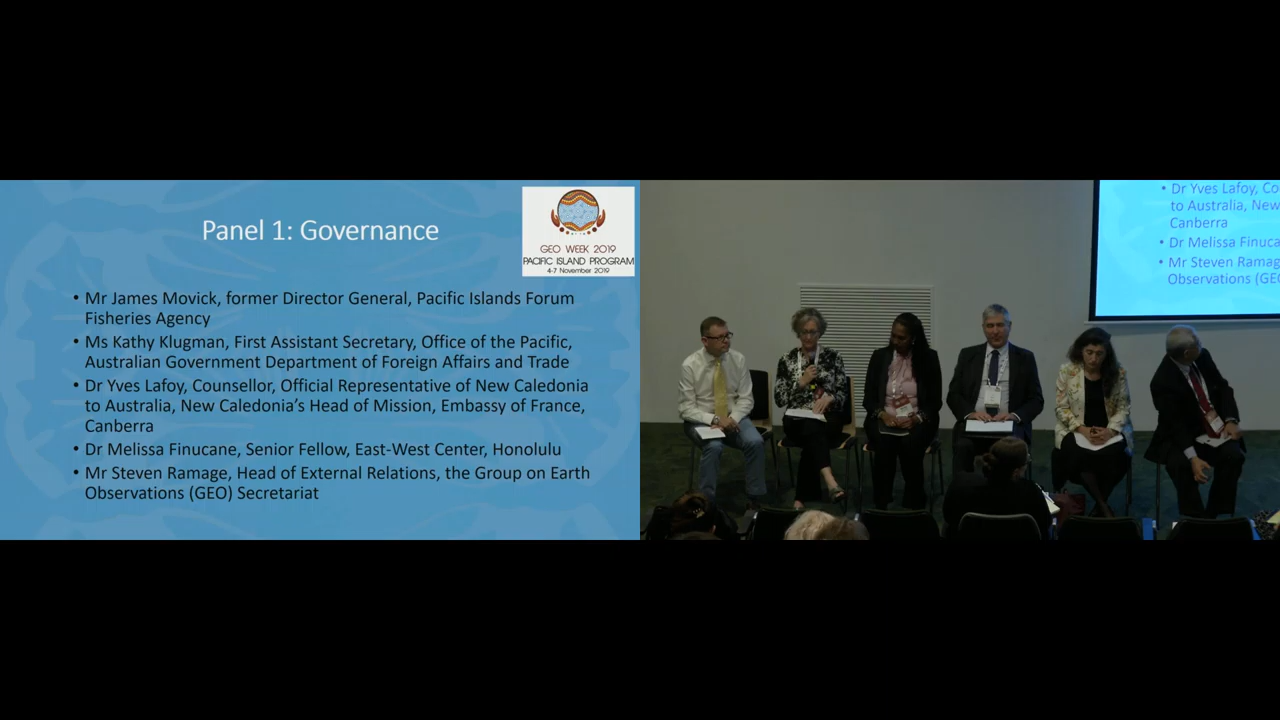 Panel 1: Governance
GEO WEEK 2019
PACIFIC ISLAND PROGRAM
4-7 November 2019
• Mr James Movick, former Director General, Pacific Islands Forum
Fisheries Agency
• Ms Kathy Klugman, First Assistant Secretary, Office of the Pacific,
Australian Government Department of Foreign Affairs and Trade
• Dr Yves Lafoy, Counsellor, Official Representative of New Caledonia
to Australia, New Caledonia's Head of Mission, Embassy of France,
Canberra
• Dr Melissa Finucane, Senior Fellow, East-West Center, Honolulu
• Mr Steven Ramage, Head of External Relations, the Group on Earth
Observations (GEO) Secretariat
• Dr Yves Lafoy, Co
to Australia, New
Canberra
• Dr Melissa Finuca
• Mr Steven Ramag
Observations (GEO